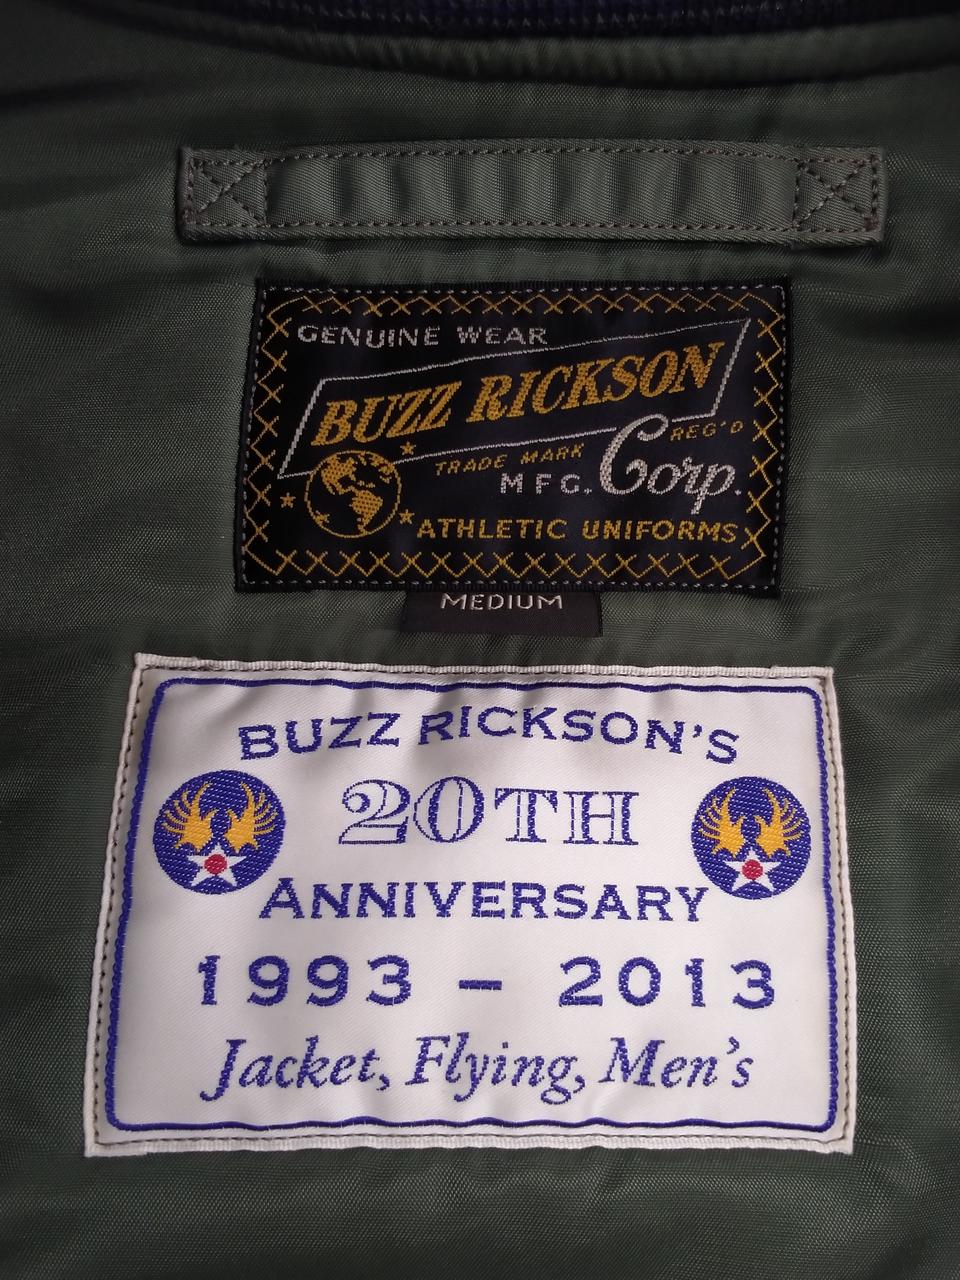 GENUINE WEAR
BUZZ RICKSON
TRADE MARK REG'D
MFG. Corp.
ATHLETIC UNIFORMS
MEDIUM
BUZZ RICKSON'S
20TH
ANNIVERSARY
1993 – 2013
Jacket, Flying, Men's